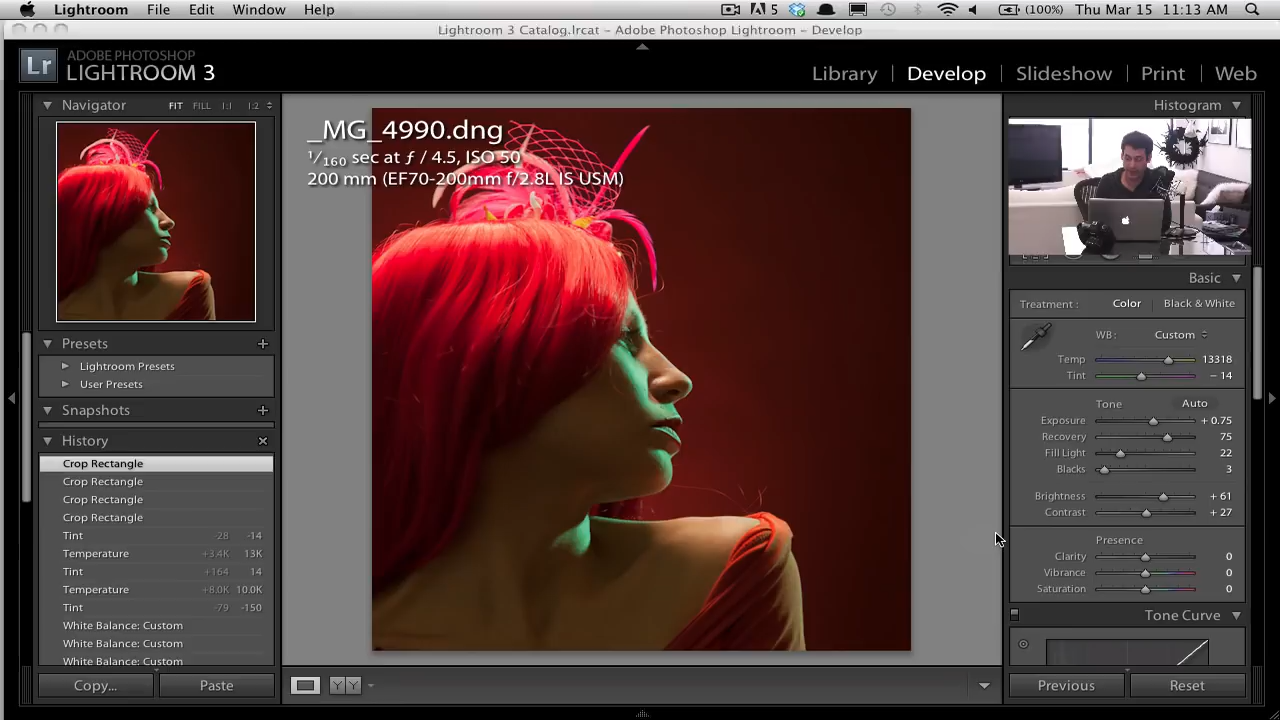 Lightroom File Edit Window Help 5 (100%) Thu Mar 15 11:13 AM
Lightroom 3 Catalog.lrcat – Adobe Photoshop Lightroom – Develop
Lr ADOBE PHOTOSHOP
LIGHTROOM 3
Library | Develop | Slideshow | Print | Web
Navigator FIT FILL 1:1 1:2
Presets +
Lightroom Presets
User Presets
Snapshots +
History ×
Crop Rectangle
Crop Rectangle
Crop Rectangle
Crop Rectangle
Tint -28 -14
Temperature +3.4K 13K
Tint +164 14
Temperature +8.0K 10.0K
Tint -79 -150
White Balance: Custom
White Balance: Custom
White Balance: Custom
Copy... Paste
_MG_4990.dng
1/160 sec at ƒ / 4.5, ISO 50
200 mm (EF70-200mm f/2.8L IS USM)
Y Y
Histogram
Basic
Treatment : Color Black & White
WB: Custom
Temp 13318
Tint – 14
Tone Auto
Exposure + 0.75
Recovery 75
Fill Light 22
Blacks 3
Brightness + 61
Contrast + 27
Presence
Clarity 0
Vibrance 0
Saturation 0
Tone Curve
Previous Reset